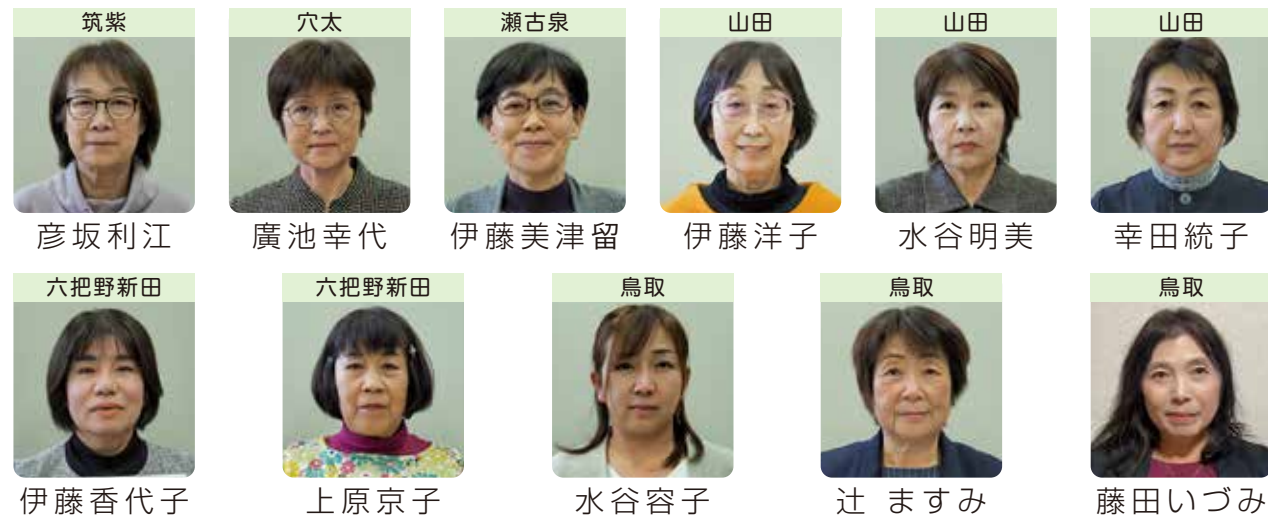 筑紫 穴太 瀬古泉 山田 山田 山田
彦坂利江 廣池幸代 伊藤美津留 伊藤洋子 水谷明美 幸田統子
六把野新田 六把野新田 鳥取 鳥取 鳥取
伊藤香代子 上原京子 水谷容子 辻 ますみ 藤田いづみ